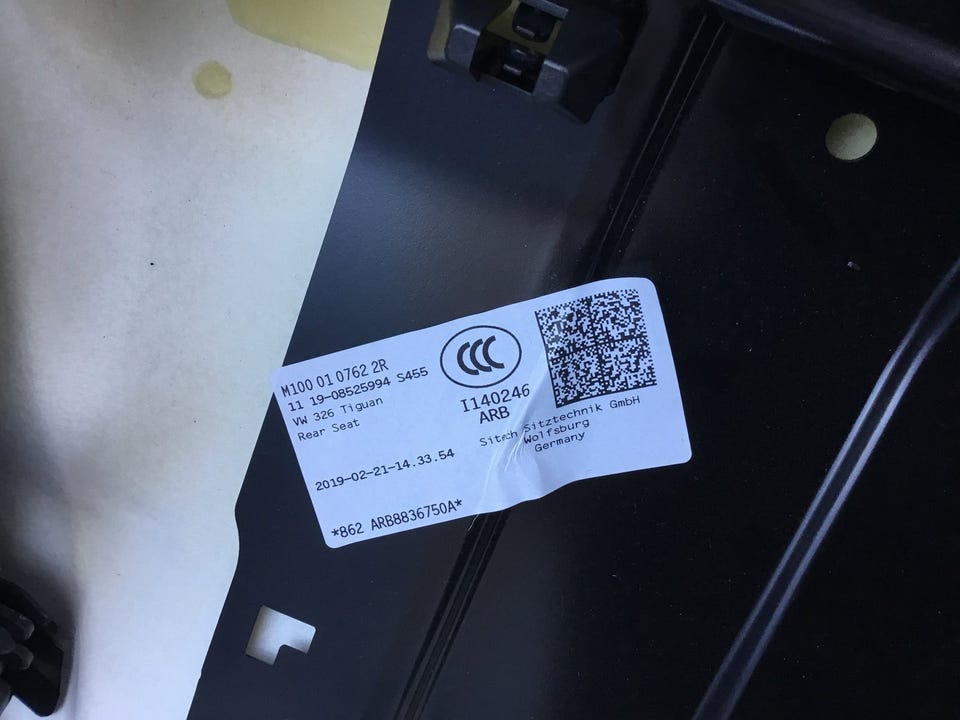 M100 01 0762 2R
11 19-08525994 S455
VW 326 Tiguan
Rear Seat
2019-02-21-14.33.54
*862 ARB8836750A*
CCC
I140246
ARB
Sitech Sitztechnik GmbH
Wolfsburg
Germany